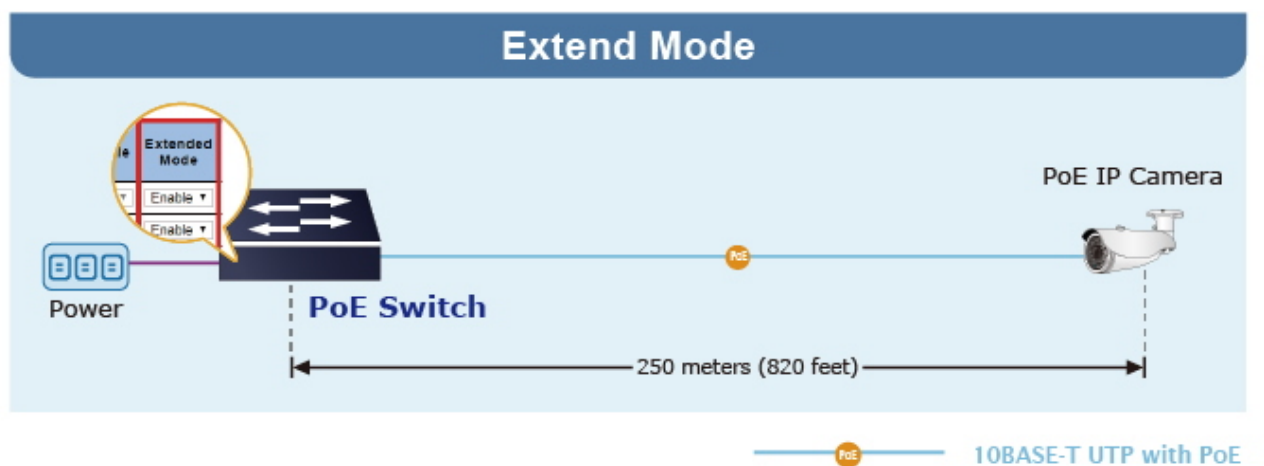 Extend Mode
le
Extended
Mode
Enable
Enable
PoE IP Camera
PoE
Power
PoE Switch
250 meters (820 feet)
PoE
10BASE-T UTP with PoE